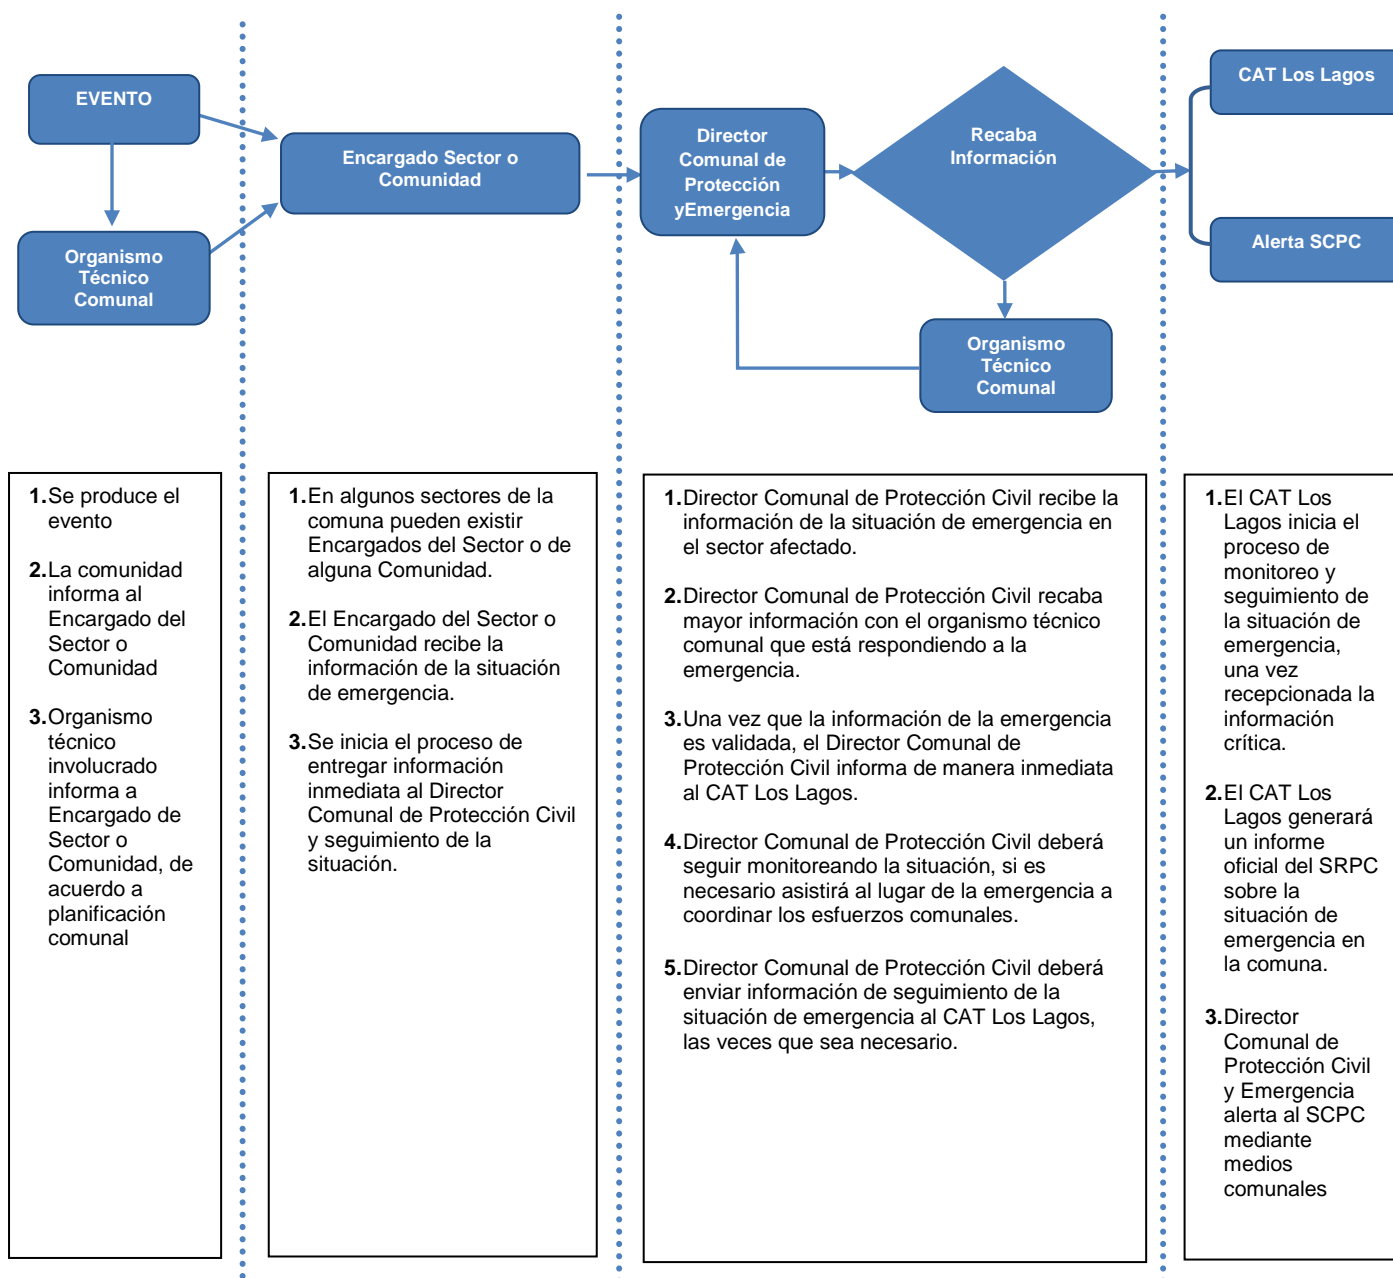 EVENTO
Organismo
Técnico
Comunal
Encargado Sector o
Comunidad
Director
Comunal de
Protección
yEmergencia
Recaba
Información
Organismo
Técnico
Comunal
CAT Los Lagos
Alerta SCPC
1.Se produce el
evento
2.La comunidad
informa al
Encargado del
Sector o
Comunidad
3.Organismo
técnico
involucrado
informa a
Encargado de
Sector o
Comunidad, de
acuerdo a
planificación
comunal
1.En algunos sectores de la
comuna pueden existir
Encargados del Sector o de
alguna Comunidad.
2.El Encargado del Sector o
Comunidad recibe la
información de la situación
de emergencia.
3.Se inicia el proceso de
entregar información
inmediata al Director
Comunal de Protección Civil
y seguimiento de la
situación.
1.Director Comunal de Protección Civil recibe la
información de la situación de emergencia en
el sector afectado.
2.Director Comunal de Protección Civil recaba
mayor información con el organismo técnico
comunal que está respondiendo a la
emergencia.
3.Una vez que la información de la emergencia
es validada, el Director Comunal de
Protección Civil informa de manera inmediata
al CAT Los Lagos.
4.Director Comunal de Protección Civil deberá
seguir monitoreando la situación, si es
necesario asistirá al lugar de la emergencia a
coordinar los esfuerzos comunales.
5.Director Comunal de Protección Civil deberá
enviar información de seguimiento de la
situación de emergencia al CAT Los Lagos,
las veces que sea necesario.
1.El CAT Los
Lagos inicia el
proceso de
monitoreo y
seguimiento de
la situación de
emergencia,
una vez
recepcionada la
información
crítica.
2.El CAT Los
Lagos generará
un informe
oficial del SRPC
sobre la
situación de
emergencia en
la comuna.
3.Director
Comunal de
Protección Civil
y Emergencia
alerta al SCPC
mediante
medios
comunales